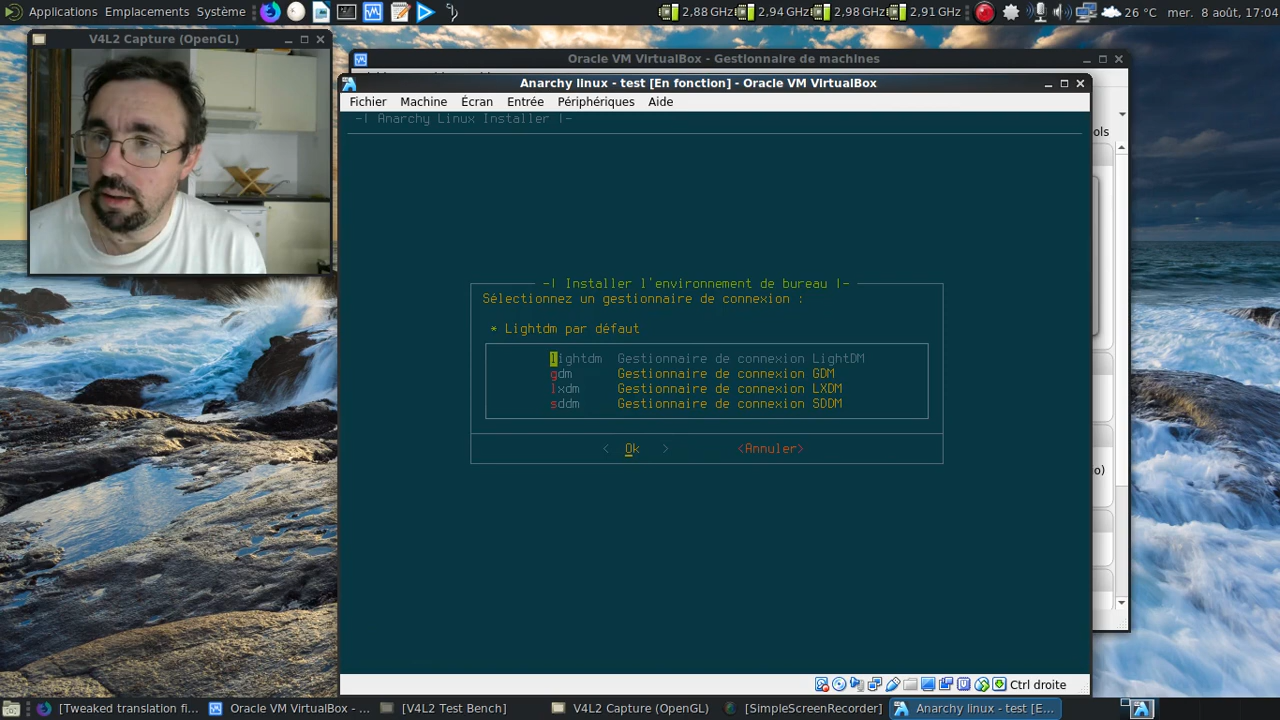 Applications Emplacements Système 2,88 GHz 2,94 GHz 2,98 GHz 2,91 GHz 26 °C mer. 8 août, 17:04
V4L2 Capture (OpenGL)
Oracle VM VirtualBox - Gestionnaire de machines
Anarchy linux - test [En fonction] - Oracle VM VirtualBox
Fichier Machine Écran Entrée Périphériques Aide
-| Anarchy Linux Installer |-
ols
-| Installer l'environnement de bureau |-
Sélectionnez un gestionnaire de connexion :
* Lightdm par défaut
lightdm Gestionnaire de connexion LightDM
gdm Gestionnaire de connexion GDM
lxdm Gestionnaire de connexion LXDM
sddm Gestionnaire de connexion SDDM
< Ok > <Annuler>
o)
Ctrl droite
[Tweaked translation fi... Oracle VM VirtualBox - ... [V4L2 Test Bench] V4L2 Capture (OpenGL) [SimpleScreenRecorder] Anarchy linux - test [E...